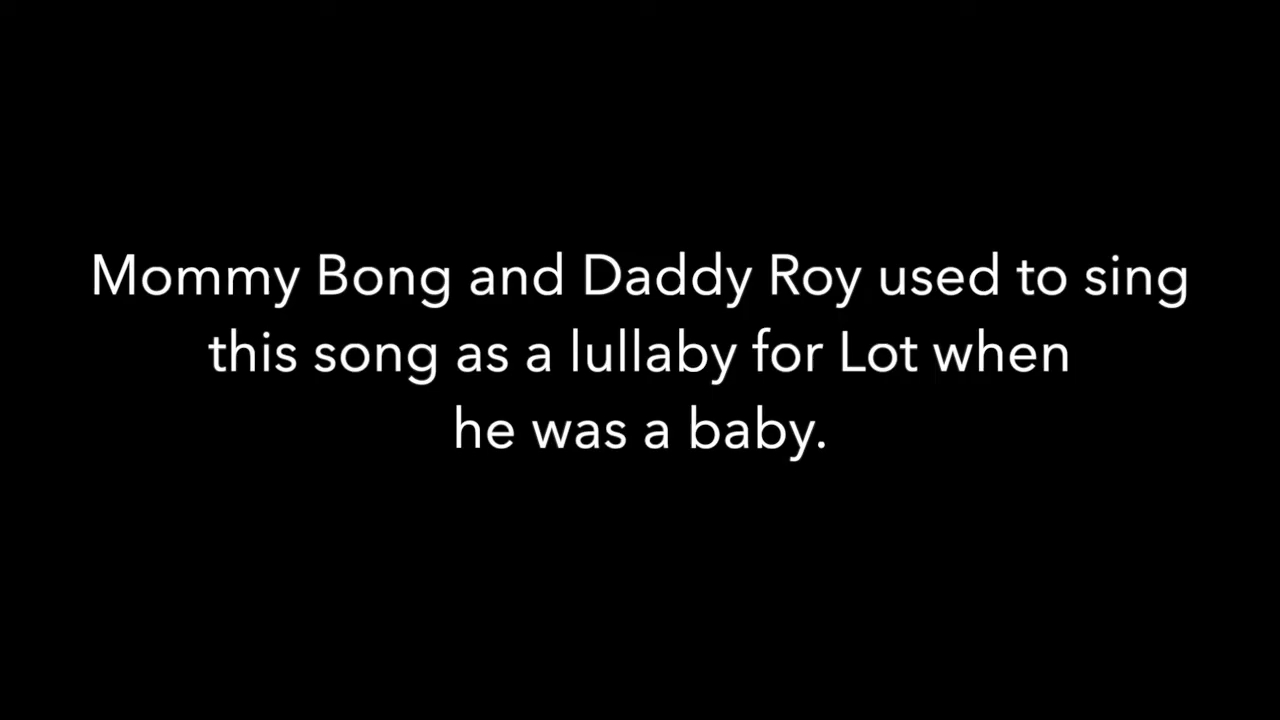 Mommy Bong and Daddy Roy used to sing
this song as a lullaby for Lot when
he was a baby.